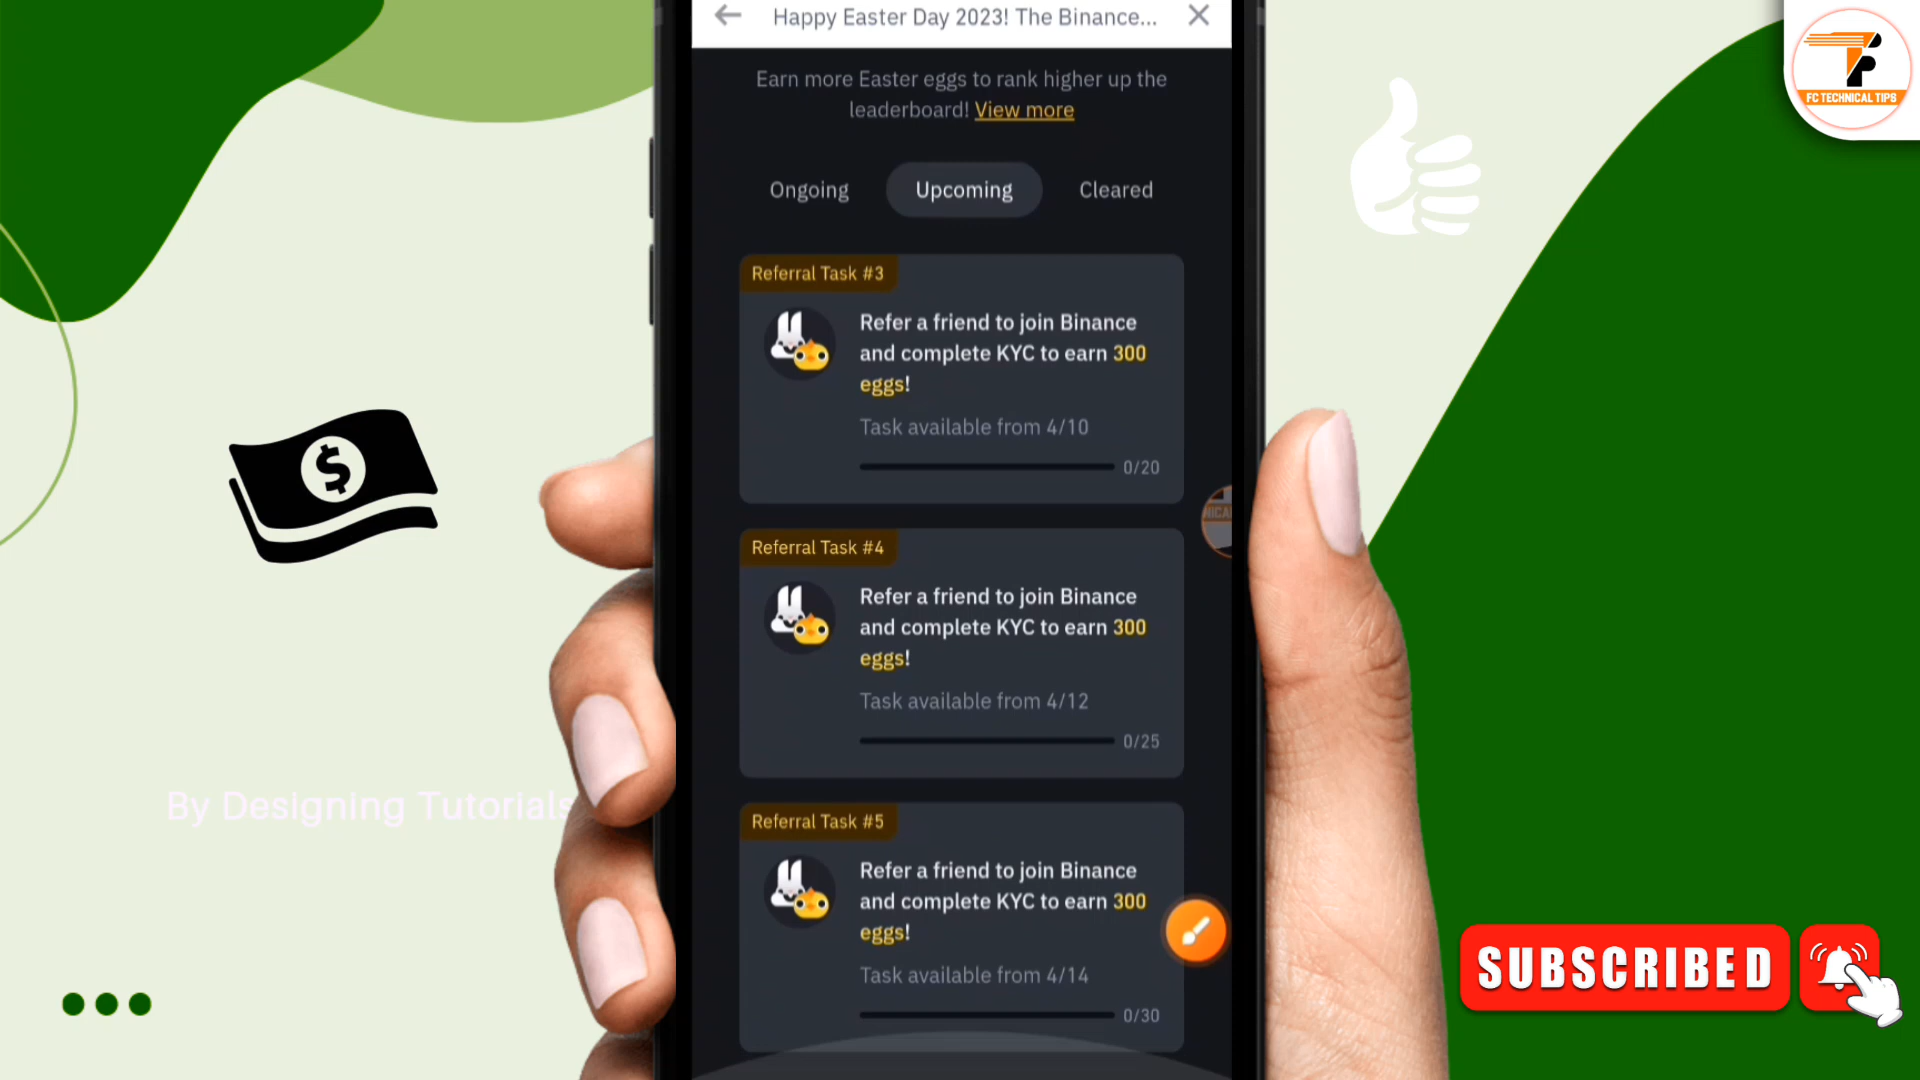 Happy Easter Day 2023! The Binance...
FC TECHNICAL TIPS
Earn more Easter eggs to rank higher up the
leaderboard! View more
Ongoing
Upcoming
Cleared
Referral Task #3
Refer a friend to join Binance
and complete KYC to earn 300
eggs!
Task available from 4/10
0/20
Referral Task #4
Refer a friend to join Binance
and complete KYC to earn 300
eggs!
Task available from 4/12
0/25
By Designing Tutorials
Referral Task #5
Refer a friend to join Binance
and complete KYC to earn 300
eggs!
Task available from 4/14
0/30
SUBSCRIBED